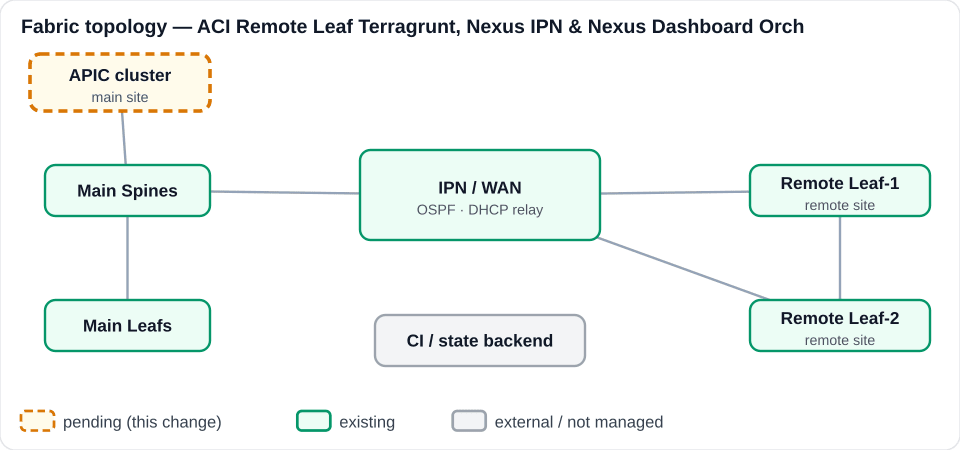 Fabric topology — ACI Remote Leaf Terragrunt, Nexus IPN & Nexus Dashboard Orch
APIC cluster
main site
Main Spines
IPN / WAN
OSPF · DHCP relay
Remote Leaf-1
remote site
Main Leafs
CI / state backend
Remote Leaf-2
remote site
pending (this change)
existing
external / not managed